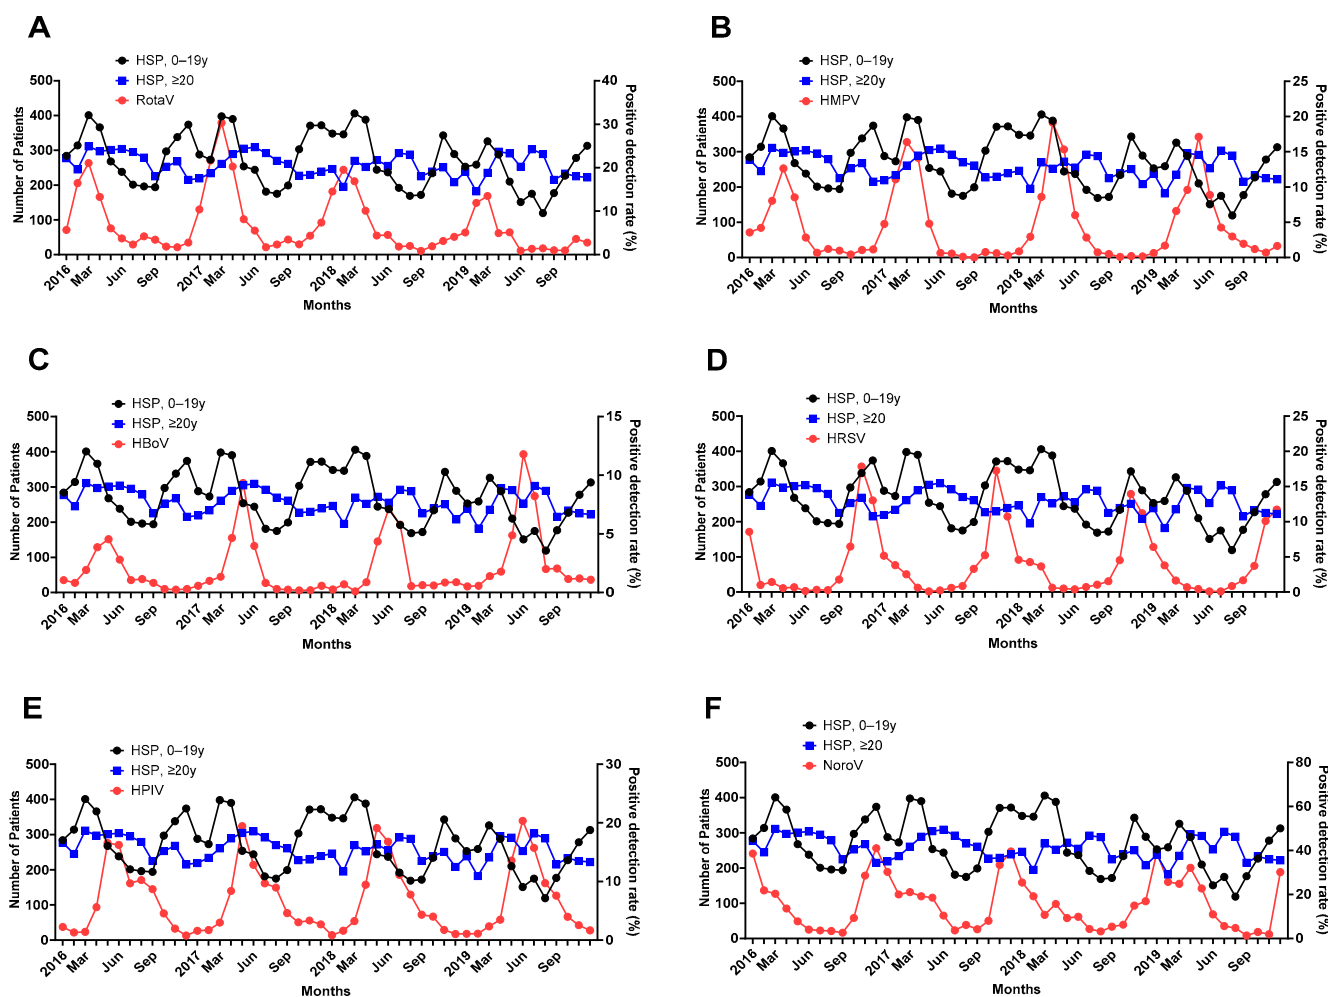 A
HSP, 0–19y
HSP, ≥20
RotaV
Number of Patients
500
400
300
200
100
0
40
30
20
10
0
Positive detection rate (%)
2016 Mar Jun Sep 2017 Mar Jun Sep 2018 Mar Jun Sep 2019 Mar Jun Sep
Months
B
HSP, 0–19y
HSP, ≥20y
HMPV
Number of Patients
500
400
300
200
100
0
25
20
15
10
5
0
Positive detection rate (%)
2016 Mar Jun Sep 2017 Mar Jun Sep 2018 Mar Jun Sep 2019 Mar Jun Sep
Months
C
HSP, 0–19y
HSP, ≥20y
HBoV
Number of Patients
500
400
300
200
100
0
15
10
5
0
Positive detection rate (%)
2016 Mar Jun Sep 2017 Mar Jun Sep 2018 Mar Jun Sep 2019 Mar Jun Sep
Months
D
HSP, 0–19y
HSP, ≥20
HRSV
Number of Patients
500
400
300
200
100
0
25
20
15
10
5
0
Positive detection rate (%)
2016 Mar Jun Sep 2017 Mar Jun Sep 2018 Mar Jun Sep 2019 Mar Jun Sep
Months
E
HSP, 0–19y
HSP, ≥20y
HPIV
Number of Patients
500
400
300
200
100
0
30
20
10
0
Positive detection rate (%)
2016 Mar Jun Sep 2017 Mar Jun Sep 2018 Mar Jun Sep 2019 Mar Jun Sep
Months
F
HSP, 0–19y
HSP, ≥20
NoroV
Number of Patients
500
400
300
200
100
0
80
60
40
20
0
Positive detection rate (%)
2016 Mar Jun Sep 2017 Mar Jun Sep 2018 Mar Jun Sep 2019 Mar Jun Sep
Months